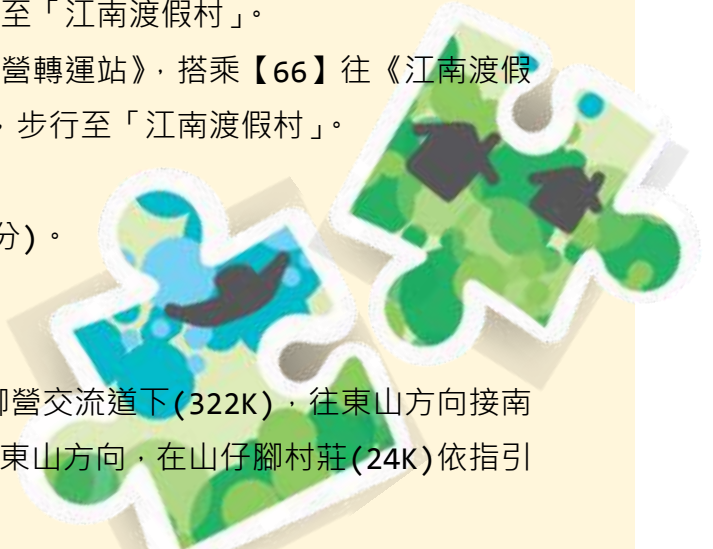 至「江南渡假村」。
營轉運站》，搭乘【66】往《江南渡假
，步行至「江南渡假村」。
分)。
柳營交流道下(322K)，往東山方向接南
東山方向，在山仔腳村莊(24K)依指引